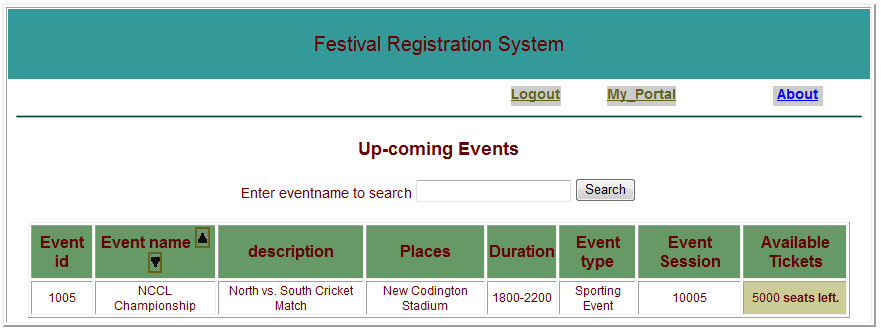 Festival Registration System
Logout My_Portal About
Up-coming Events
Enter eventname to search Search
Event id Event name description Places Duration Event type Event Session Available Tickets
1005 NCCL Championship North vs. South Cricket Match New Codington Stadium 1800-2200 Sporting Event 10005 5000 seats left.